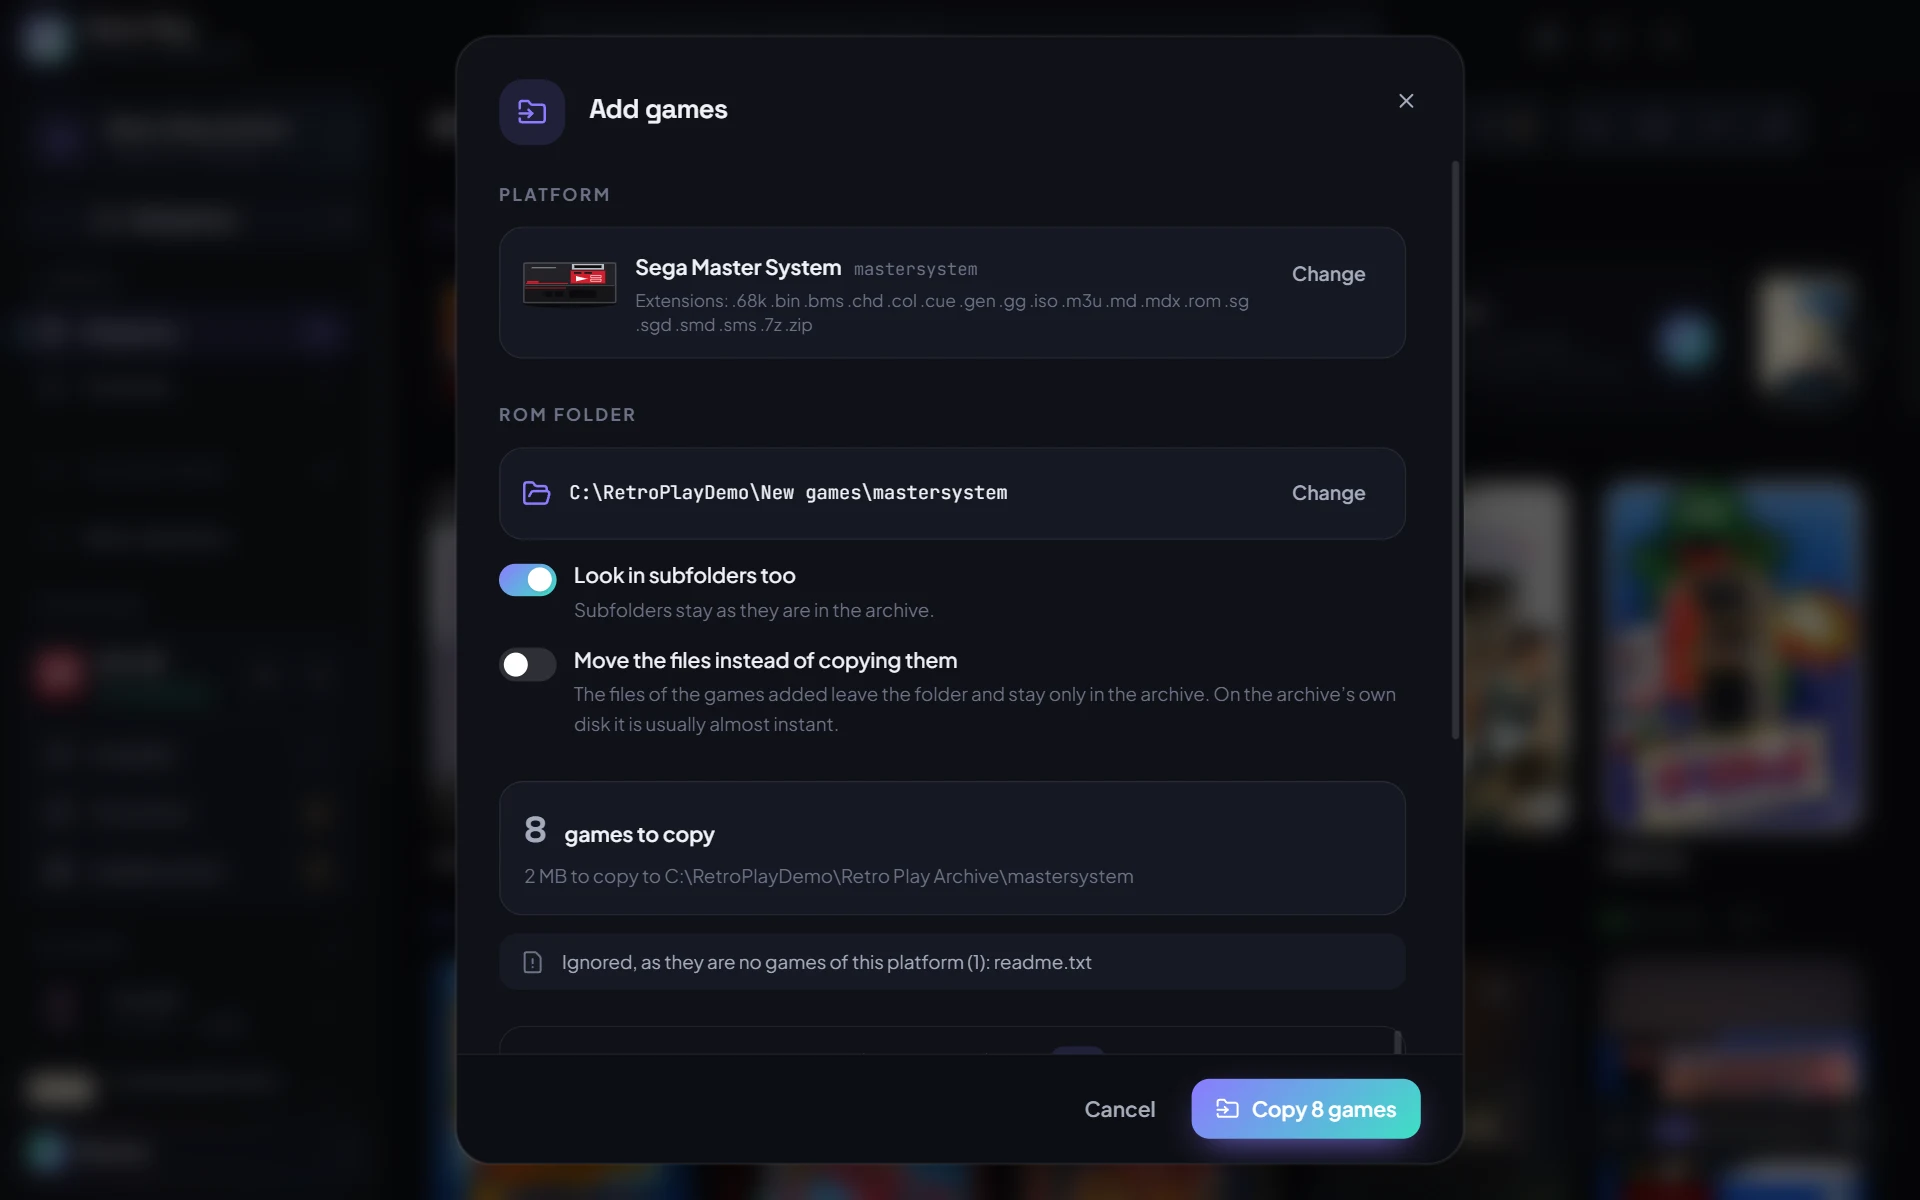 Add games
PLATFORM
Sega Master System mastersystem
Change
Extensions: .68k .bin .bms .chd .col .cue .gen .gg .iso .m3u .md .mdx .rom .sg
.sgd .smd .sms .7z .zip
ROM FOLDER
C:\RetroPlayDemo\New games\mastersystem
Change
Look in subfolders too
Subfolders stay as they are in the archive.
Move the files instead of copying them
The files of the games added leave the folder and stay only in the archive. On the archive's own
disk it is usually almost instant.
8 games to copy
2 MB to copy to C:\RetroPlayDemo\Retro Play Archive\mastersystem
Ignored, as they are no games of this platform (1): readme.txt
Cancel
Copy 8 games